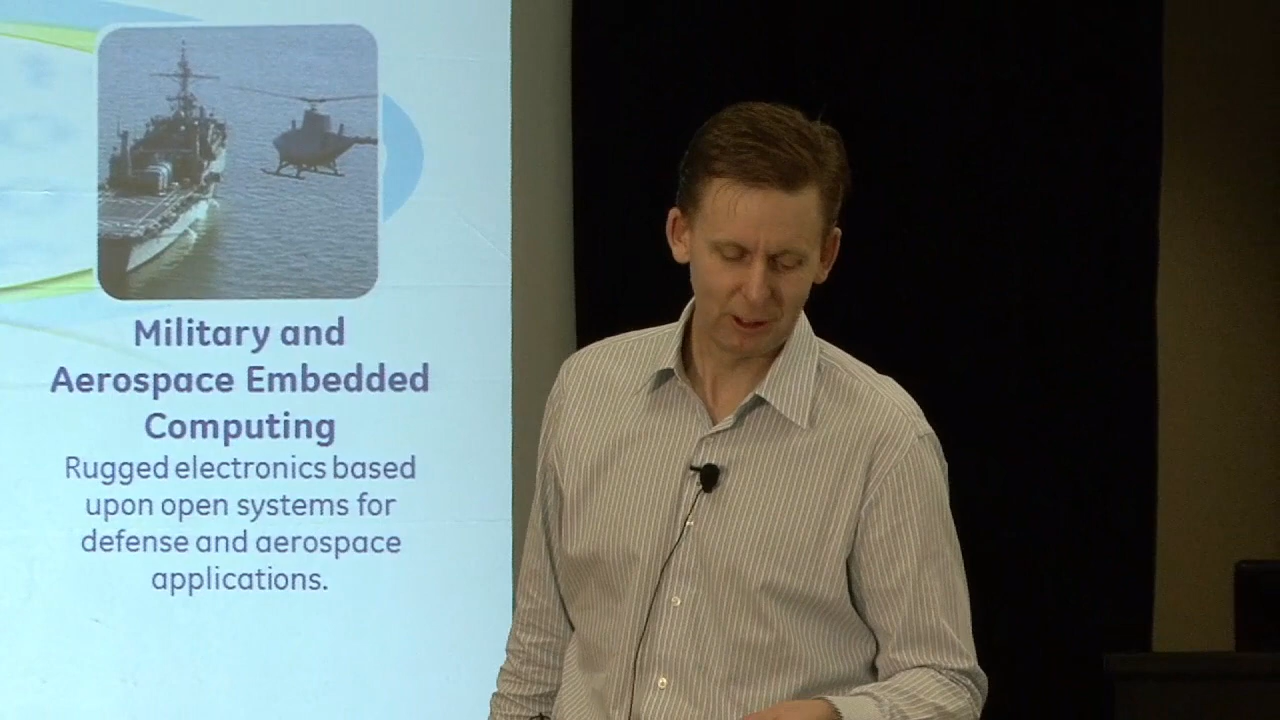 Military and
Aerospace Embedded
Computing
Rugged electronics based
upon open systems for
defense and aerospace
applications.